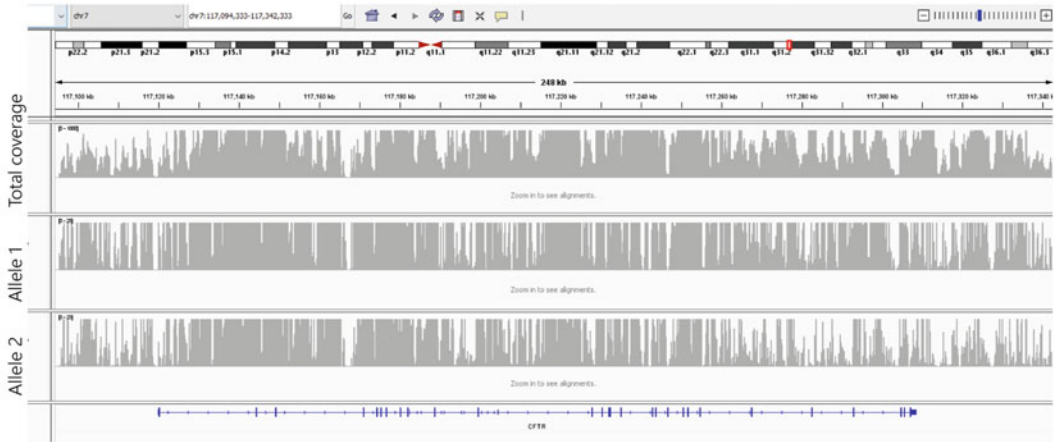 chr7 chr7:117,094,333-117,342,333 Go
p22.2 p21.3 p21.2 p15.3 p15.1 p14.2 p13 p12.2 p11.2 q11.1 q11.22 q11.23 q21.11 q21.12 q21.2 q22.1 q22.3 q31.1 q31.2 q31.32 q32.1 q33 q34 q35 q36.1 q36.3
248 kb
117,100 kb 117,120 kb 117,140 kb 117,160 kb 117,180 kb 117,200 kb 117,220 kb 117,240 kb 117,260 kb 117,280 kb 117,300 kb 117,320 kb 117,340 k
Total coverage
Zoom in to see alignments.
Allele 1
Zoom in to see alignments.
Allele 2
Zoom in to see alignments.
CFTR